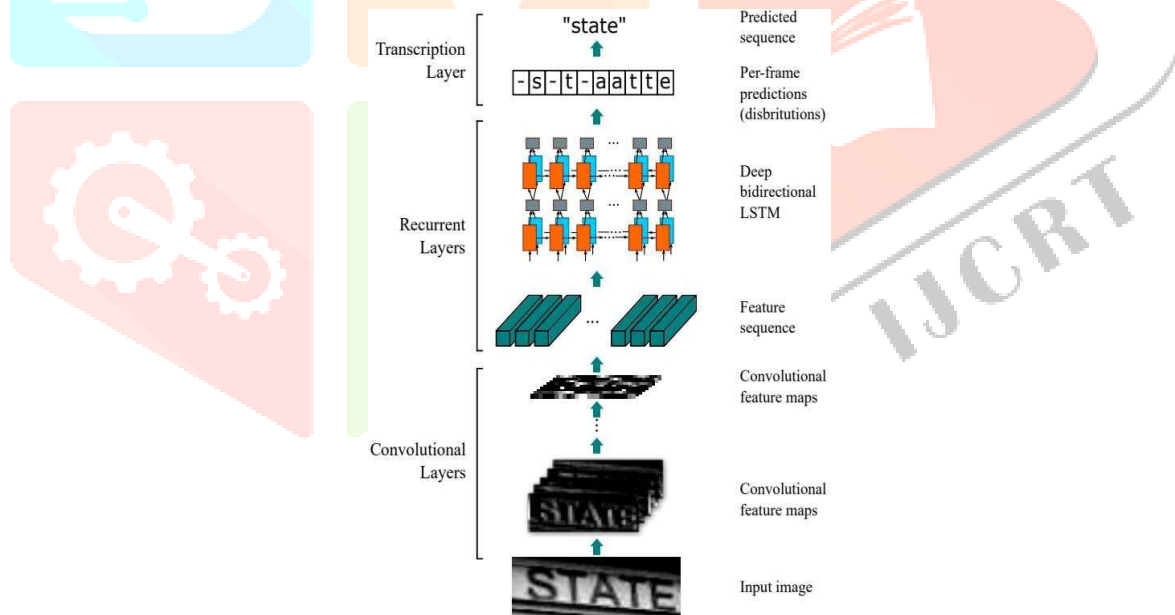 "state"
Predicted
sequence
Transcription
Layer
-s-t-aatte
Per-frame
predictions
(disbritutions)
Deep
bidirectional
LSTM
Recurrent
Layers
Feature
sequence
Convolutional
feature maps
Convolutional
Layers
STATE
Convolutional
feature maps
STATE
Input image
IJCRT